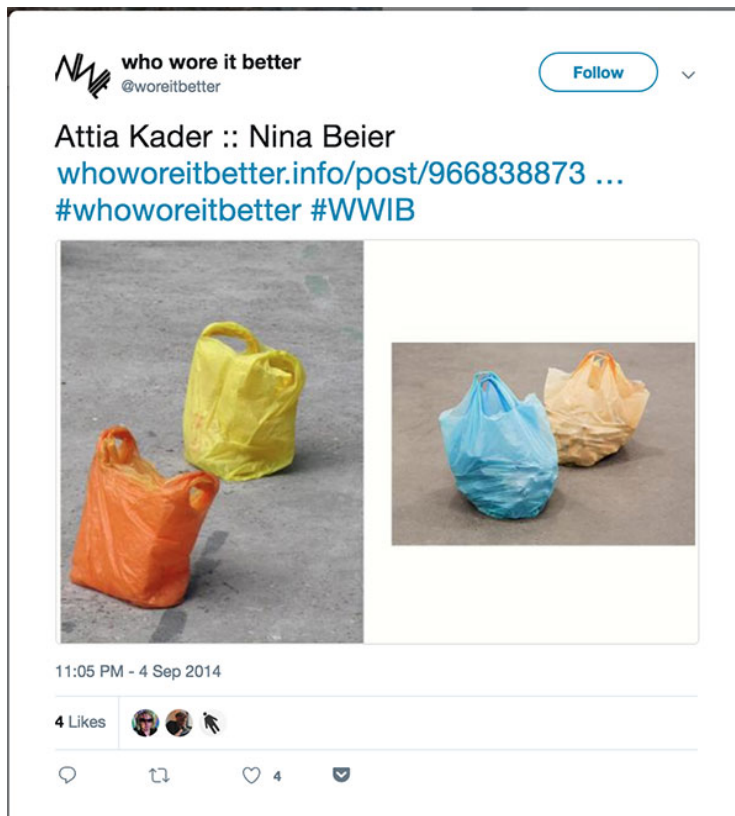 who wore it better
@woreitbetter
Follow
Attia Kader :: Nina Beier
whoworeitbetter.info/post/966838873 ...
#whoworeitbetter #WWIB
11:05 PM - 4 Sep 2014
4 Likes
4